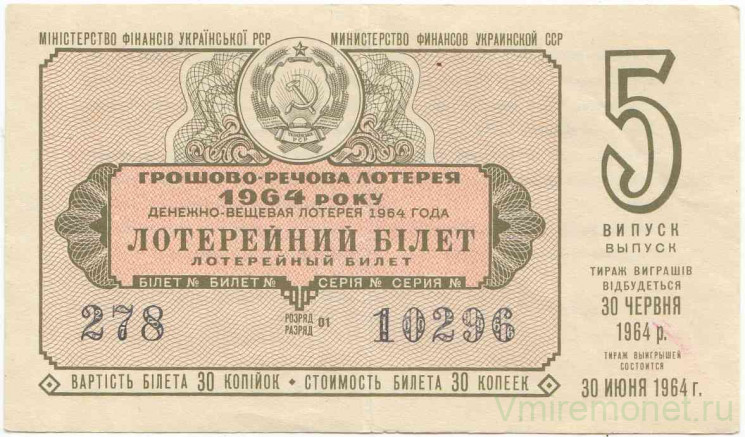 МІНІСТЕРСТВО ФІНАНСІВ УКРАЇНСЬКОЇ РСР
МИНИСТЕРСТВО ФИНАНСОВ УКРАИНСКОЙ ССР
ГРОШОВО-РЕЧОВА ЛОТЕРЕЯ
1964 РОКУ
ДЕНЕЖНО-ВЕЩЕВАЯ ЛОТЕРЕЯ 1964 ГОДА
ЛОТЕРЕЙНИЙ БІЛЕТ
ЛОТЕРЕЙНЫЙ БИЛЕТ
БІЛЕТ № БИЛЕТ № СЕРІЯ № СЕРИЯ №
278
РОЗРЯД
РАЗРЯД 01
10296
ВАРТІСТЬ БІЛЕТА 30 КОПІЙОК • СТОИМОСТЬ БИЛЕТА 30 КОПЕЕК
5
ВИПУСК
ВЫПУСК
ТИРАЖ ВИГРАШІВ
ВІДБУДЕТЬСЯ
30 ЧЕРВНЯ
1964 р.
ТИРАЖ ВЫИГРЫШЕЙ
СОСТОИТСЯ
30 ИЮНЯ 1964 г.
Vmiremonet.ru